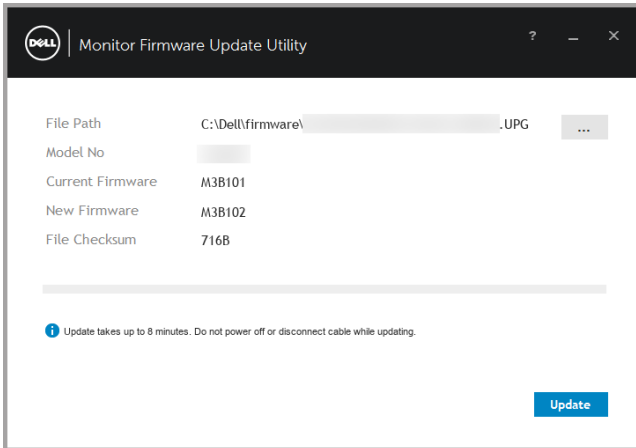 DELL Monitor Firmware Update Utility ? _ ×
File Path C:\Dell\firmware\ .UPG ...
Model No
Current Firmware M3B101
New Firmware M3B102
File Checksum 716B
i Update takes up to 8 minutes. Do not power off or disconnect cable while updating.
Update